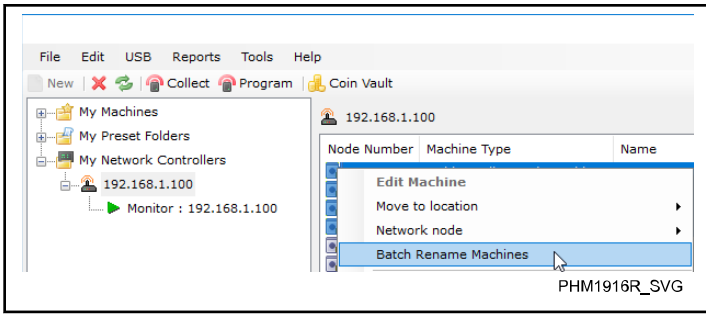 File Edit USB Reports Tools Help
New Collect Program Coin Vault
My Machines
My Preset Folders
My Network Controllers
192.168.1.100
Monitor : 192.168.1.100
192.168.1.100
Node Number Machine Type Name
Edit Machine
Move to location
Network node
Batch Rename Machines
PHM1916R_SVG